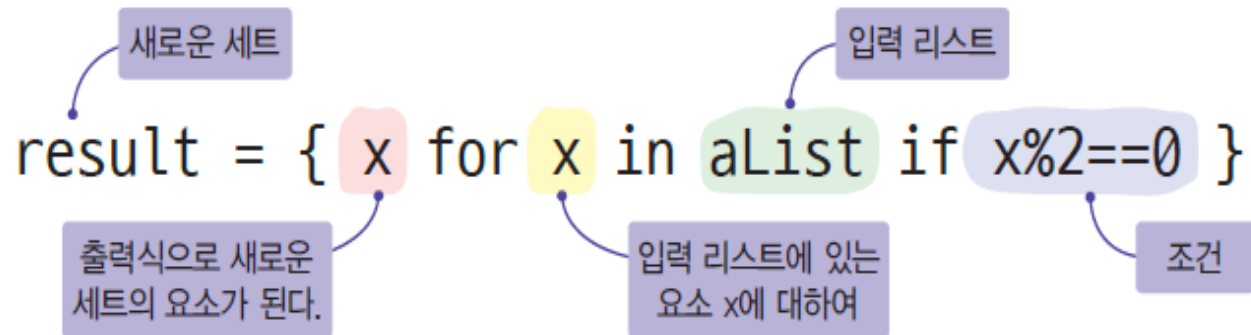 새로운 세트
입력 리스트
result = { x for x in aList if x%2==0 }
출력식으로 새로운
세트의 요소가 된다.
입력 리스트에 있는
요소 x에 대하여
조건